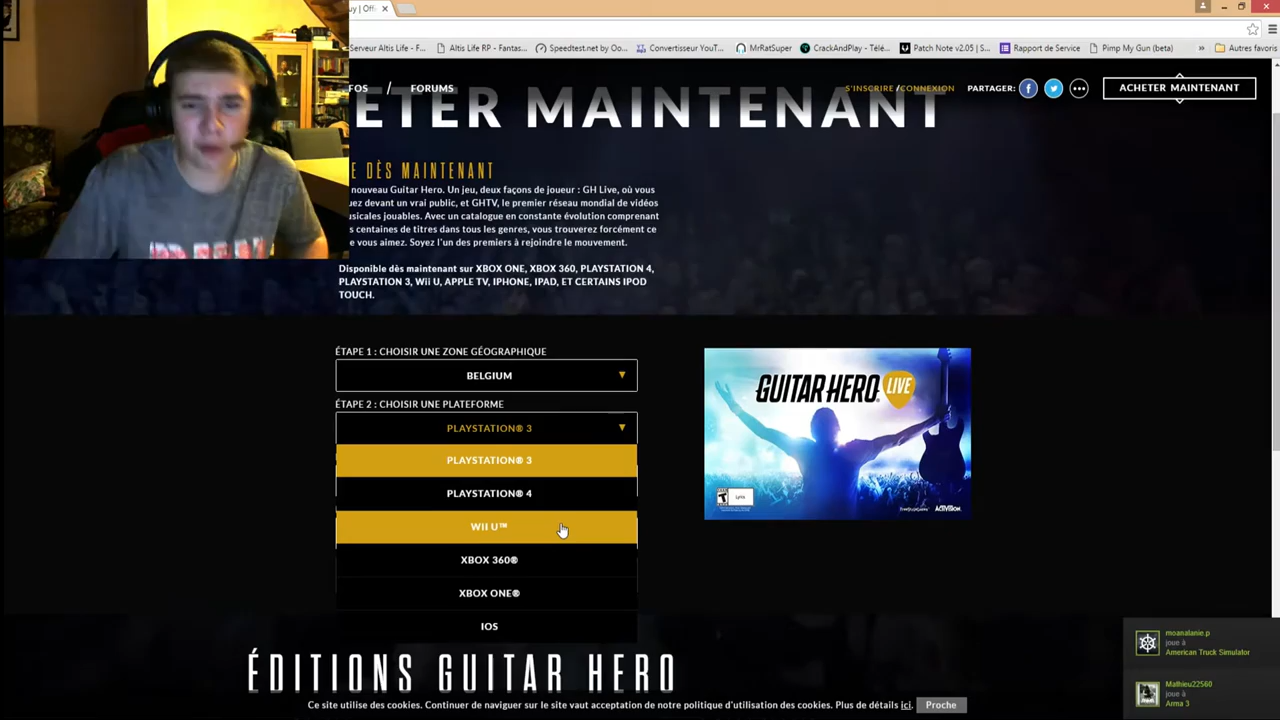 uy | Offi
Serveur Altis Life - F...
Altis Life RP - Fantas...
Speedtest.net by Oo...
Convertisseur YouT...
MrRatSuper
CrackAndPlay - Télé...
Patch Note v2.05 | S...
Rapport de Service
Pimp My Gun (beta)
»
Autres favoris
FOS / FORUMS
S'INSCRIRE /CONNEXION
PARTAGER:
ACHETER MAINTENANT
ETER MAINTENANT
E DÈS MAINTENANT
nouveau Guitar Hero. Un jeu, deux façons de joueur : GH Live, où vous
uez devant un vrai public, et GHTV, le premier réseau mondial de vidéos
usicales jouables. Avec un catalogue en constante évolution comprenant
s centaines de titres dans tous les genres, vous trouverez forcément ce
e vous aimez. Soyez l'un des premiers à rejoindre le mouvement.
Disponible dès maintenant sur XBOX ONE, XBOX 360, PLAYSTATION 4,
PLAYSTATION 3, Wii U, APPLE TV, IPHONE, IPAD, ET CERTAINS IPOD
TOUCH.
ÉTAPE 1 : CHOISIR UNE ZONE GÉOGRAPHIQUE
BELGIUM
ÉTAPE 2 : CHOISIR UNE PLATEFORME
PLAYSTATION® 3
PLAYSTATION® 3
PLAYSTATION® 4
WII U™
XBOX 360®
XBOX ONE®
IOS
GUITAR HERO LIVE
T
Lyrics
FreeStyleGames
ACTIVISION
ÉDITIONS GUITAR HERO
moanalanie.p
joue à
American Truck Simulator
Mathieu22560
joue à
Arma 3
Ce site utilise des cookies. Continuer de naviguer sur le site vaut acceptation de notre politique d'utilisation des cookies. Plus de détails ici.
Proche